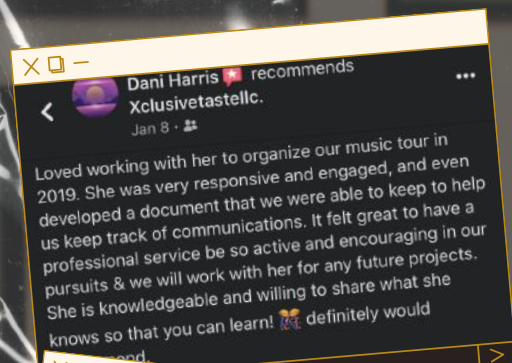 Dani Harris recommends
Xclusivetastellc.
Jan 8 ·
Loved working with her to organize our music tour in
2019. She was very responsive and engaged, and even
developed a document that we were able to keep to help
us keep track of communications. It felt great to have a
professional service be so active and encouraging in our
pursuits & we will work with her for any future projects.
She is knowledgeable and willing to share what she
knows so that you can learn! definitely would